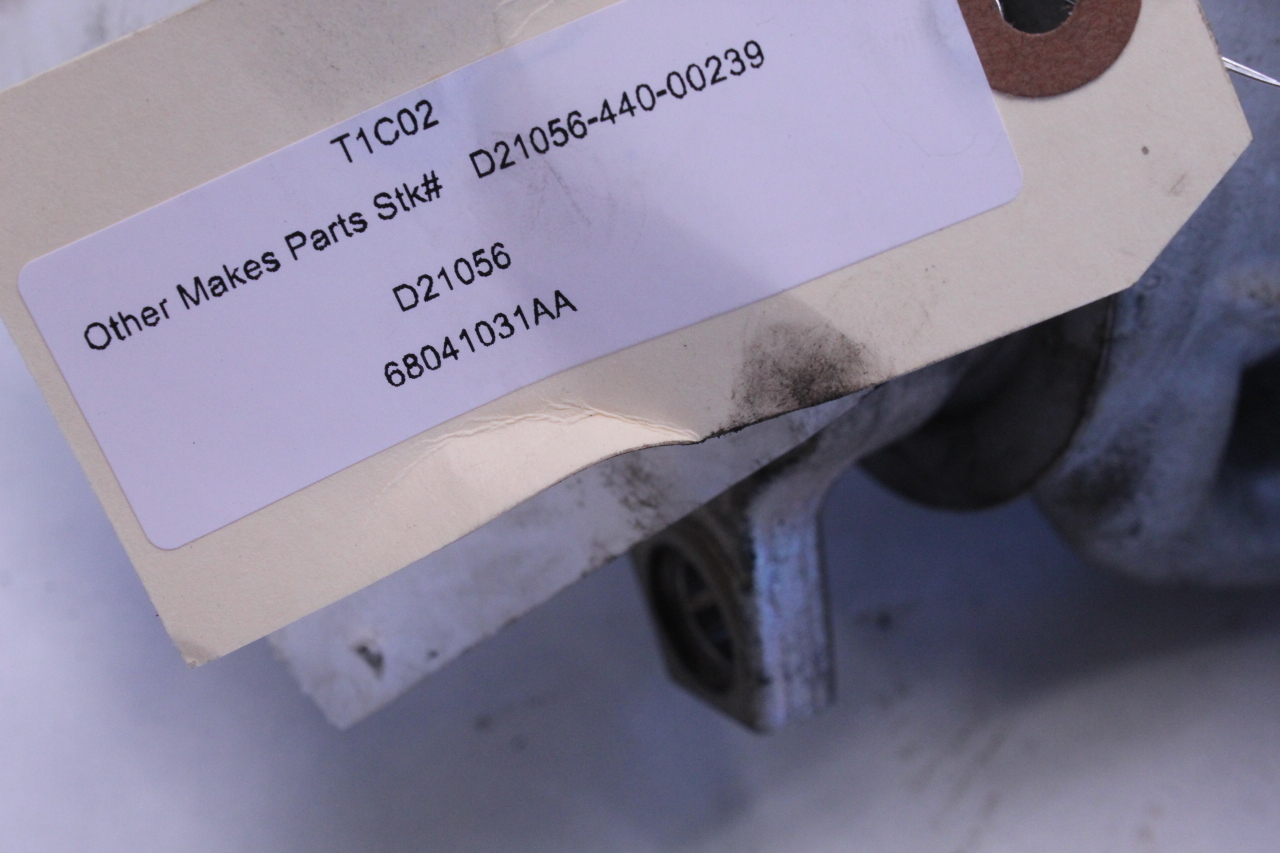 T1C02
Other Makes Parts Stk# D21056-440-00239
D21056
68041031AA